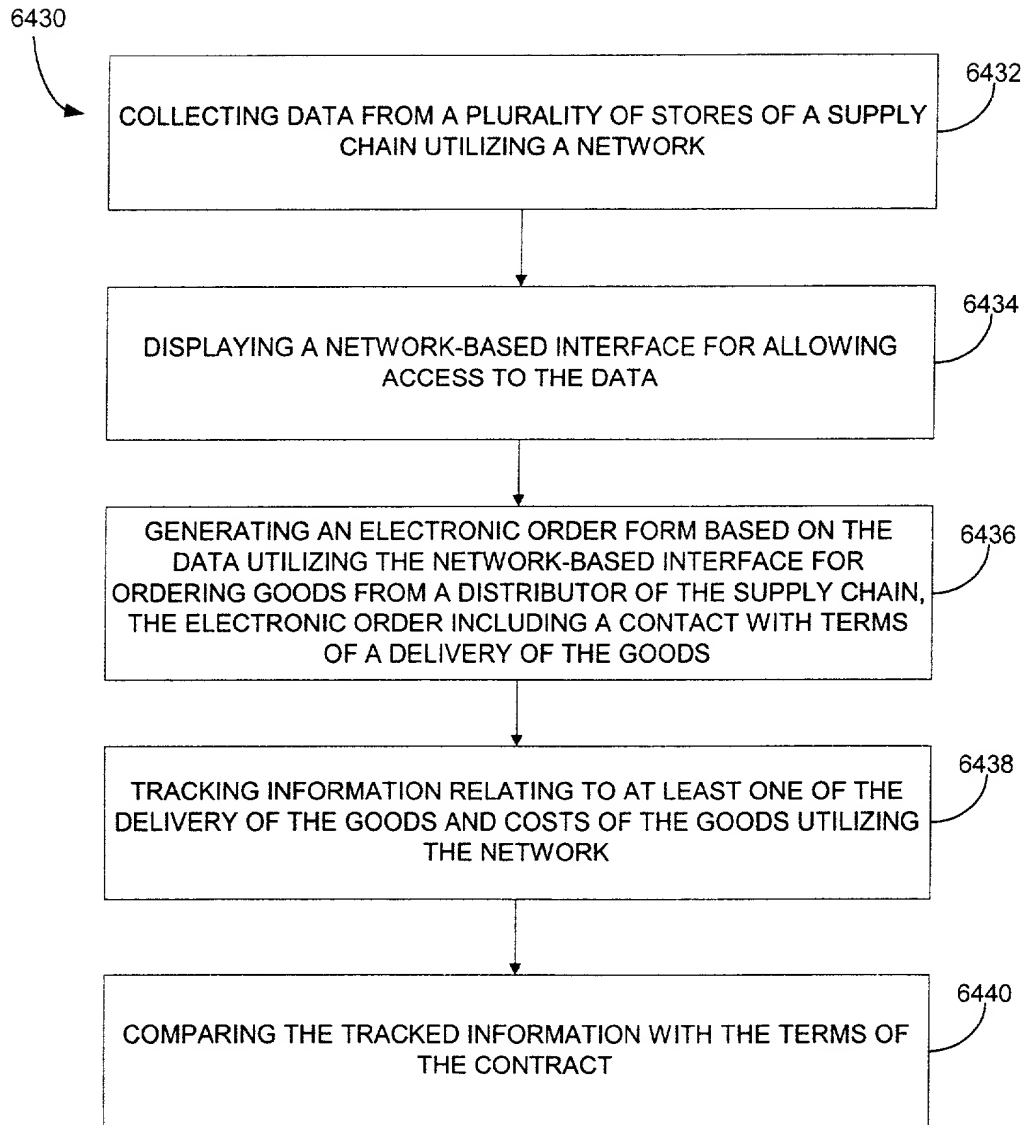 6430
6432
COLLECTING DATA FROM A PLURALITY OF STORES OF A SUPPLY
CHAIN UTILIZING A NETWORK
6434
DISPLAYING A NETWORK-BASED INTERFACE FOR ALLOWING
ACCESS TO THE DATA
6436
GENERATING AN ELECTRONIC ORDER FORM BASED ON THE
DATA UTILIZING THE NETWORK-BASED INTERFACE FOR
ORDERING GOODS FROM A DISTRIBUTOR OF THE SUPPLY CHAIN,
THE ELECTRONIC ORDER INCLUDING A CONTACT WITH TERMS
OF A DELIVERY OF THE GOODS
6438
TRACKING INFORMATION RELATING TO AT LEAST ONE OF THE
DELIVERY OF THE GOODS AND COSTS OF THE GOODS UTILIZING
THE NETWORK
6440
COMPARING THE TRACKED INFORMATION WITH THE TERMS OF
THE CONTRACT